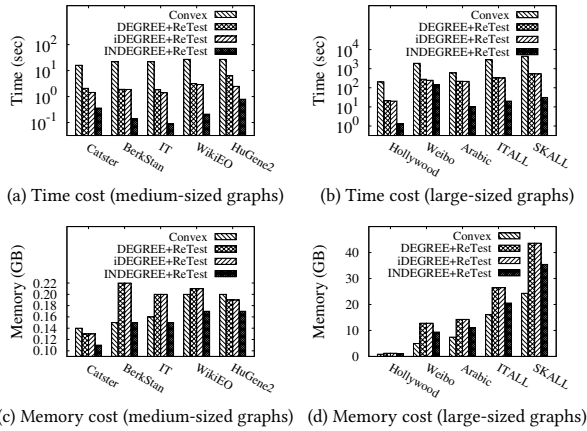 Convex
DEGREE+ReTest
iDEGREE+ReTest
INDEGREE+ReTest
Time (sec)
10^2
10^1
10^0
10^-1
Catster
BerkStan
IT
WikiEO
HuGene2
(a) Time cost (medium-sized graphs)
Convex
DEGREE+ReTest
iDEGREE+ReTest
INDEGREE+ReTest
Time (sec)
10^4
10^3
10^2
10^1
10^0
Hollywood
Weibo
Arabic
ITALL
SKALL
(b) Time cost (large-sized graphs)
Convex
DEGREE+ReTest
iDEGREE+ReTest
INDEGREE+ReTest
Memory (GB)
0.22
0.20
0.18
0.16
0.14
0.12
0.10
Catster
BerkStan
IT
WikiEO
HuGene2
(c) Memory cost (medium-sized graphs)
Convex
DEGREE+ReTest
iDEGREE+ReTest
INDEGREE+ReTest
Memory (GB)
40
30
20
10
0
Hollywood
Weibo
Arabic
ITALL
SKALL
(d) Memory cost (large-sized graphs)